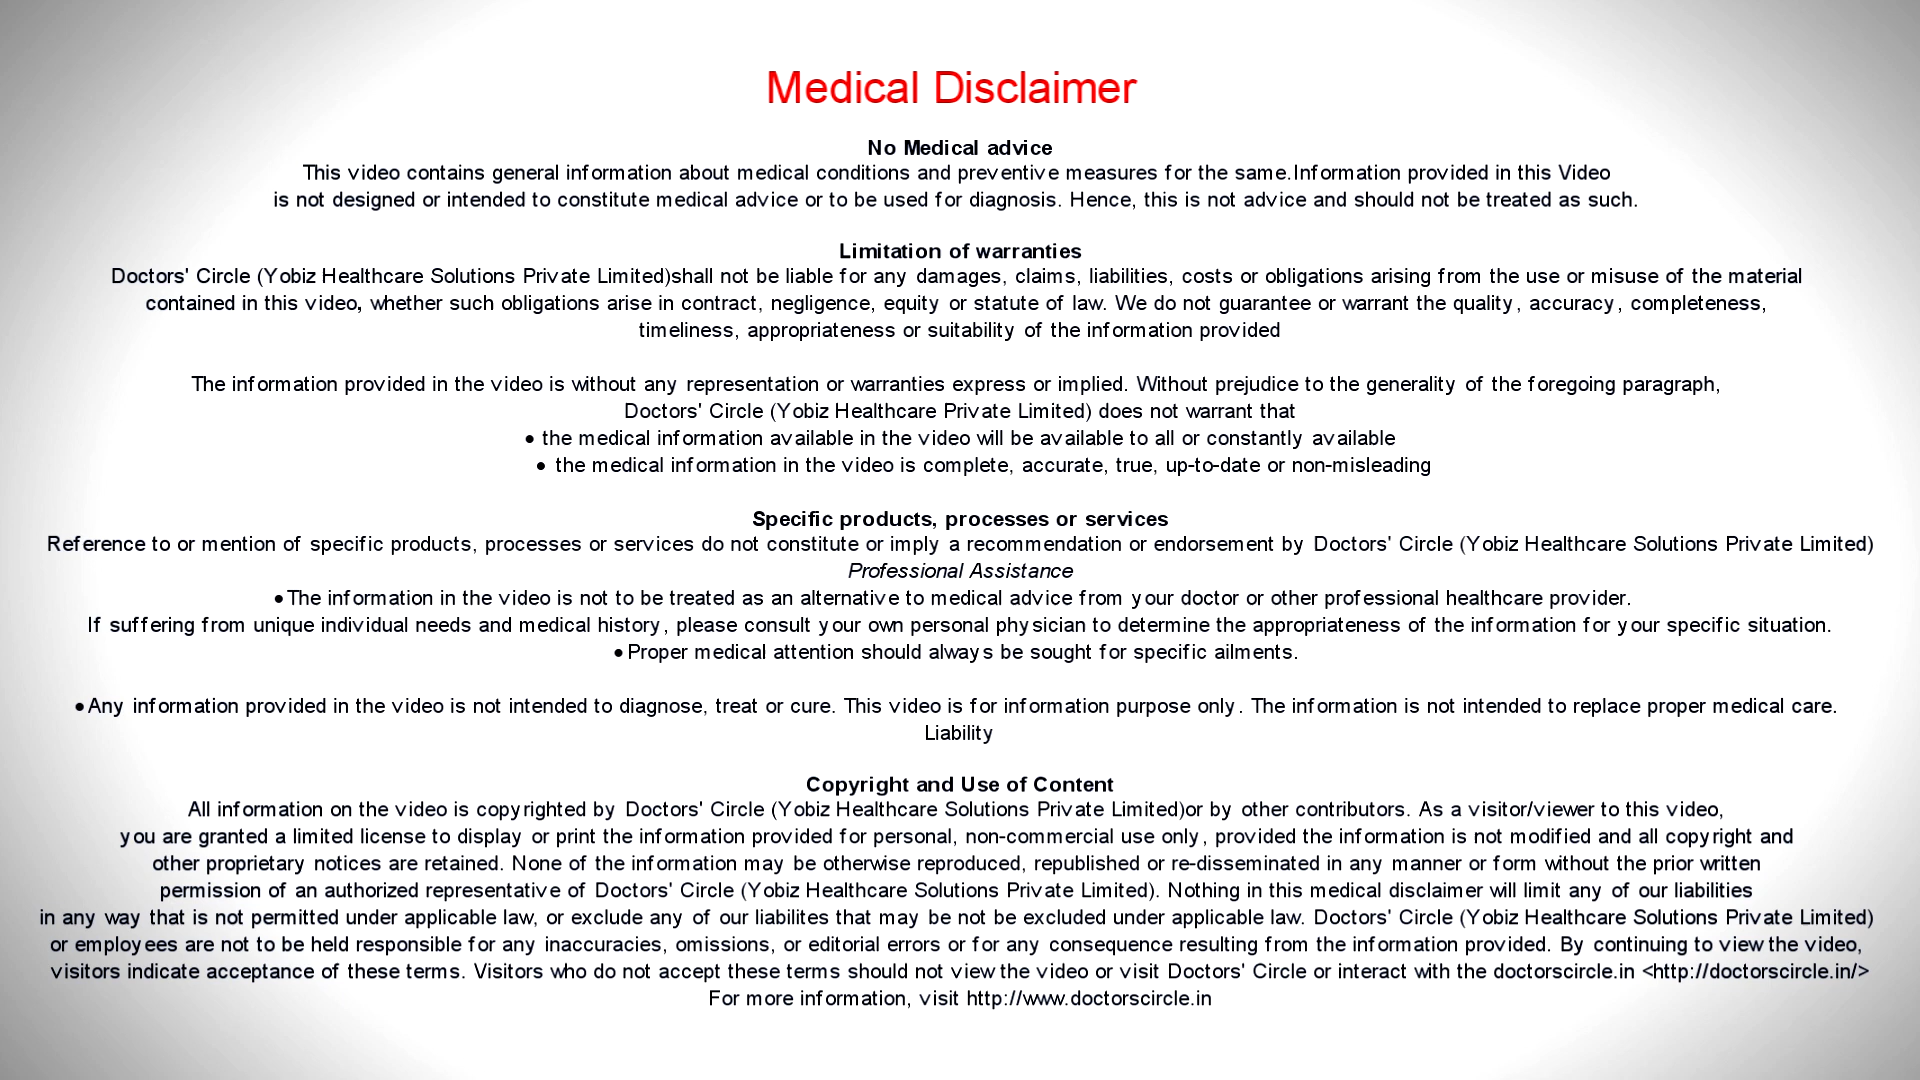 Medical Disclaimer
No Medical advice
This video contains general information about medical conditions and preventive measures for the same.Information provided in this Video
is not designed or intended to constitute medical advice or to be used for diagnosis. Hence, this is not advice and should not be treated as such.
Limitation of warranties
Doctors' Circle (Yobiz Healthcare Solutions Private Limited)shall not be liable for any damages, claims, liabilities, costs or obligations arising from the use or misuse of the material
contained in this video, whether such obligations arise in contract, negligence, equity or statute of law. We do not guarantee or warrant the quality, accuracy, completeness,
timeliness, appropriateness or suitability of the information provided
The information provided in the video is without any representation or warranties express or implied. Without prejudice to the generality of the foregoing paragraph,
Doctors' Circle (Yobiz Healthcare Private Limited) does not warrant that
• the medical information available in the video will be available to all or constantly available
• the medical information in the video is complete, accurate, true, up-to-date or non-misleading
Specific products, processes or services
Reference to or mention of specific products, processes or services do not constitute or imply a recommendation or endorsement by Doctors' Circle (Yobiz Healthcare Solutions Private Limited)
Professional Assistance
•The information in the video is not to be treated as an alternative to medical advice from your doctor or other professional healthcare provider.
If suffering from unique individual needs and medical history, please consult your own personal physician to determine the appropriateness of the information for your specific situation.
•Proper medical attention should always be sought for specific ailments.
•Any information provided in the video is not intended to diagnose, treat or cure. This video is for information purpose only. The information is not intended to replace proper medical care.
Liability
Copyright and Use of Content
All information on the video is copyrighted by Doctors' Circle (Yobiz Healthcare Solutions Private Limited)or by other contributors. As a visitor/viewer to this video,
you are granted a limited license to display or print the information provided for personal, non-commercial use only, provided the information is not modified and all copyright and
other proprietary notices are retained. None of the information may be otherwise reproduced, republished or re-disseminated in any manner or form without the prior written
permission of an authorized representative of Doctors' Circle (Yobiz Healthcare Solutions Private Limited). Nothing in this medical disclaimer will limit any of our liabilities
in any way that is not permitted under applicable law, or exclude any of our liabilites that may be not be excluded under applicable law. Doctors' Circle (Yobiz Healthcare Solutions Private Limited)
or employees are not to be held responsible for any inaccuracies, omissions, or editorial errors or for any consequence resulting from the information provided. By continuing to view the video,
visitors indicate acceptance of these terms. Visitors who do not accept these terms should not view the video or visit Doctors' Circle or interact with the doctorscircle.in <http://doctorscircle.in/>
For more information, visit http://www.doctorscircle.in